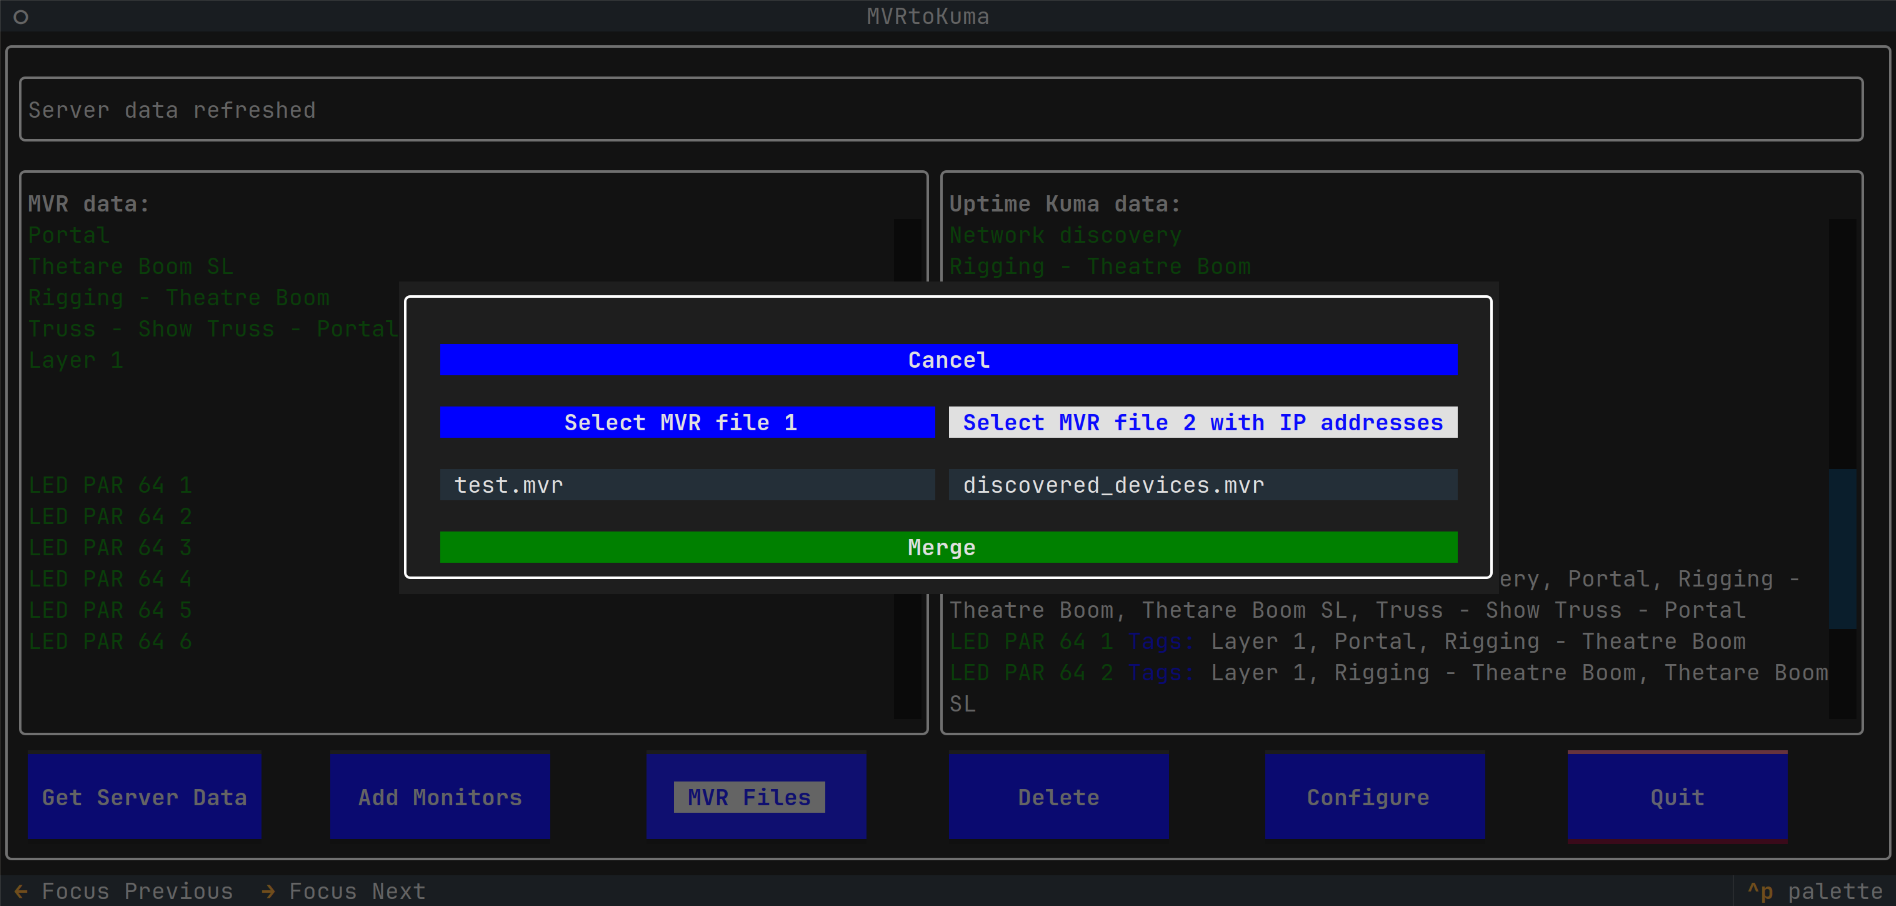 MVRtoKuma
Server data refreshed
MVR data:
Portal
Thetare Boom SL
Rigging - Theatre Boom
Truss - Show Truss - Portal
Layer 1
LED PAR 64 1
LED PAR 64 2
LED PAR 64 3
LED PAR 64 4
LED PAR 64 5
LED PAR 64 6
Uptime Kuma data:
Network discovery
Rigging - Theatre Boom
ery, Portal, Rigging -
Theatre Boom, Thetare Boom SL, Truss - Show Truss - Portal
LED PAR 64 1 Tags: Layer 1, Portal, Rigging - Theatre Boom
LED PAR 64 2 Tags: Layer 1, Rigging - Theatre Boom, Thetare Boom
SL
Cancel
Select MVR file 1
Select MVR file 2 with IP addresses
test.mvr
discovered_devices.mvr
Merge
Get Server Data
Add Monitors
MVR Files
Delete
Configure
Quit
← Focus Previous → Focus Next
^p palette